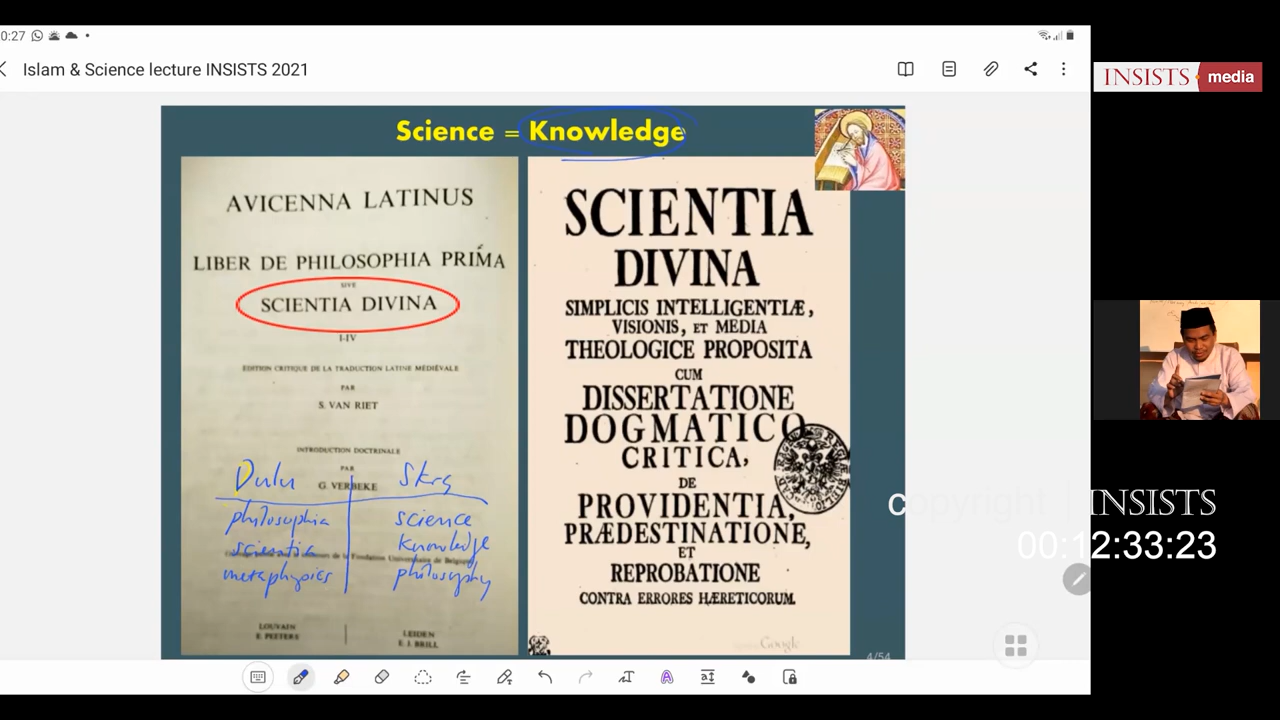 0:27
Islam & Science lecture INSISTS 2021
INSISTS media
Science = Knowledge
AVICENNA LATINUS
LIBER DE PHILOSOPHIA PRIMA
SIVE
SCIENTIA DIVINA
I-IV
EDITION CRITIQUE DE LA TRADUCTION LATINE MÉDIÉVALE
PAR
S. VAN RIET
INTRODUCTION DOCTRINALE
PAR
G. VERBEKE
Dulu
Skrg
philosophia
science
scientia
knowledge
metaphysics
philosophy
LOUVAIN
E. PEETERS
LEIDEN
E. J. BRILL
SCIENTIA
DIVINA
SIMPLICIS INTELLIGENTIÆ,
VISIONIS, ET MEDIA
THEOLOGICE PROPOSITA
CUM
DISSERTATIONE
DOGMATICO
CRITICA,
DE
PROVIDENTIA,
PRÆDESTINATIONE,
ET
REPROBATIONE
CONTRA ERRORES HÆRETICORUM.
Google
4/54
copyright | INSISTS
00:12:33:23